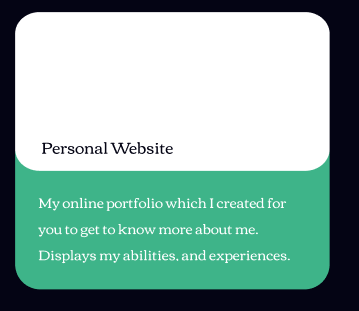 Personal Website
My online portfolio which I created for
you to get to know more about me.
Displays my abilities, and experiences.